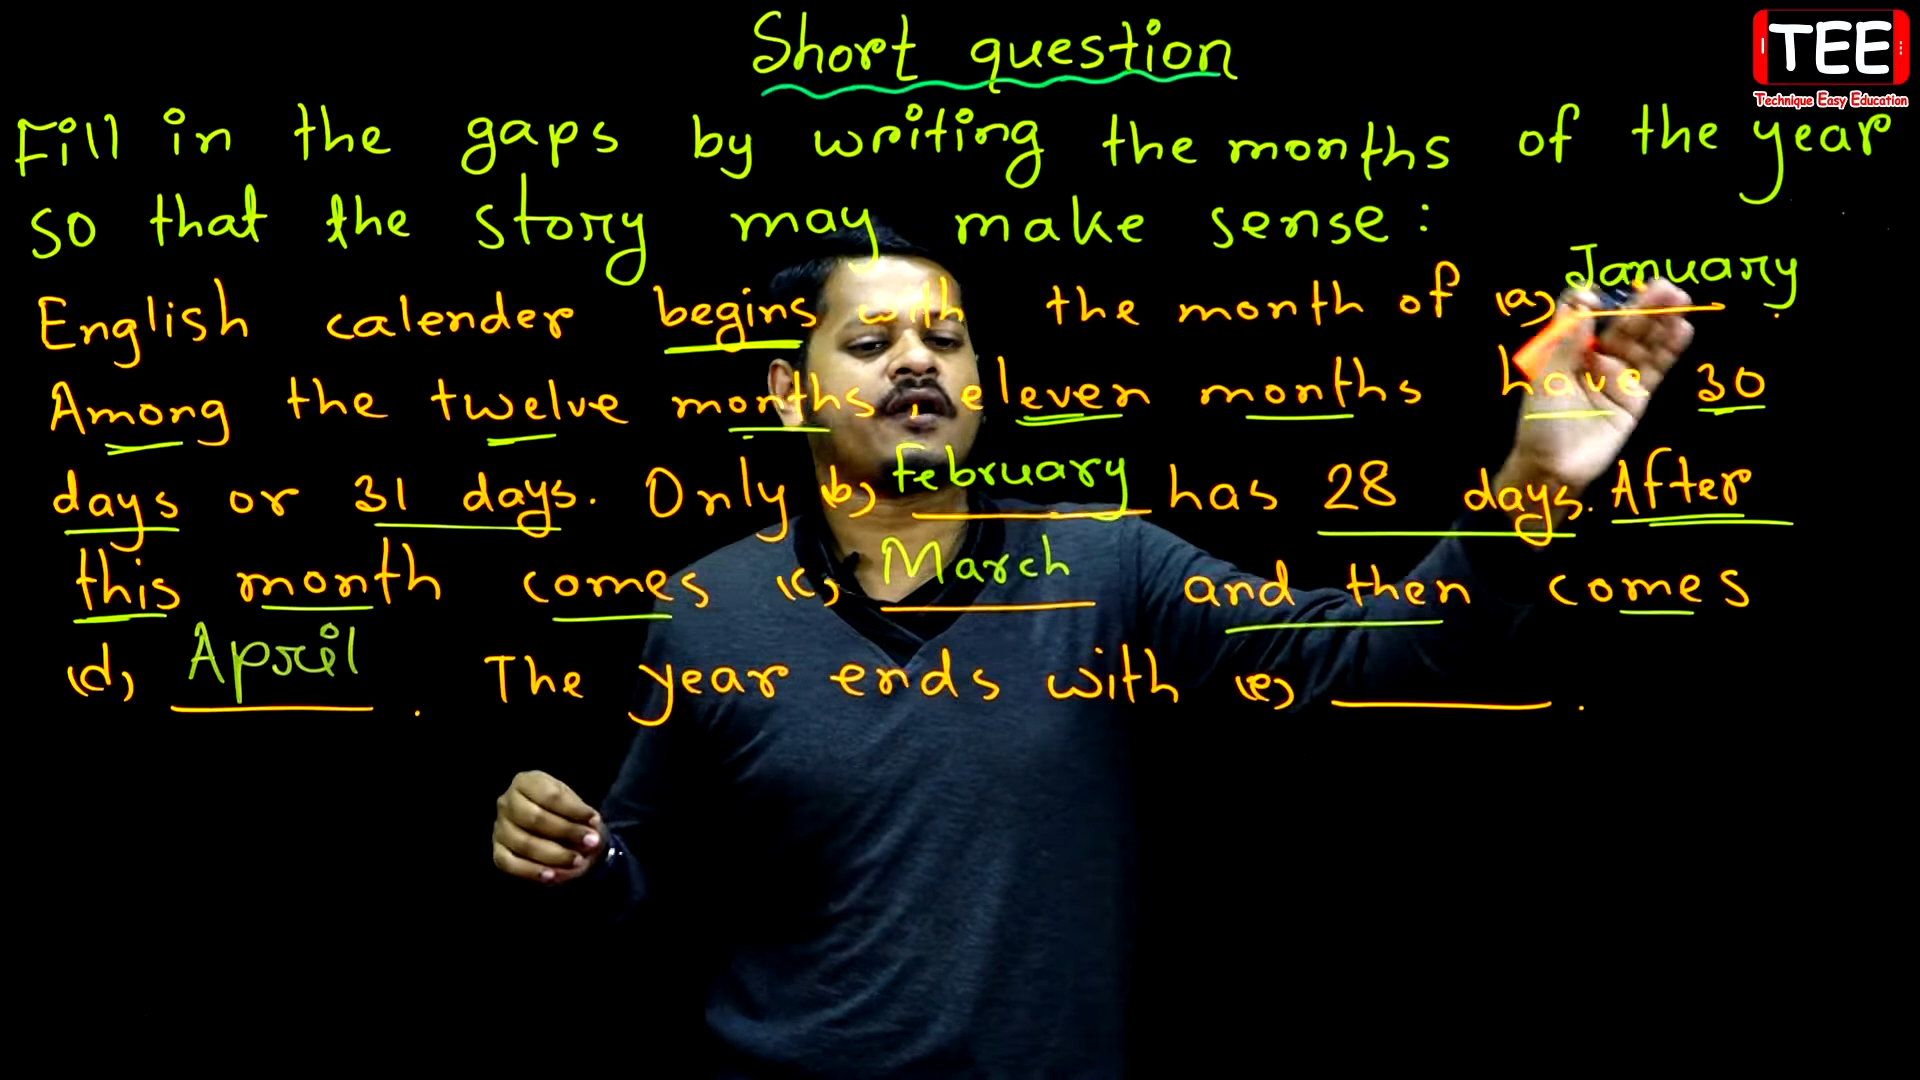 Short question
TEE
Technique Easy Education
Fill in the gaps by writing the months of the year
so that the story may make sense:
English calender begins with the month of (a) January.
Among the twelve months, eleven months have 30
days or 31 days. Only (b) February has 28 days. After
this month comes (c) March and then comes
(d) April. The year ends with (e) ______.